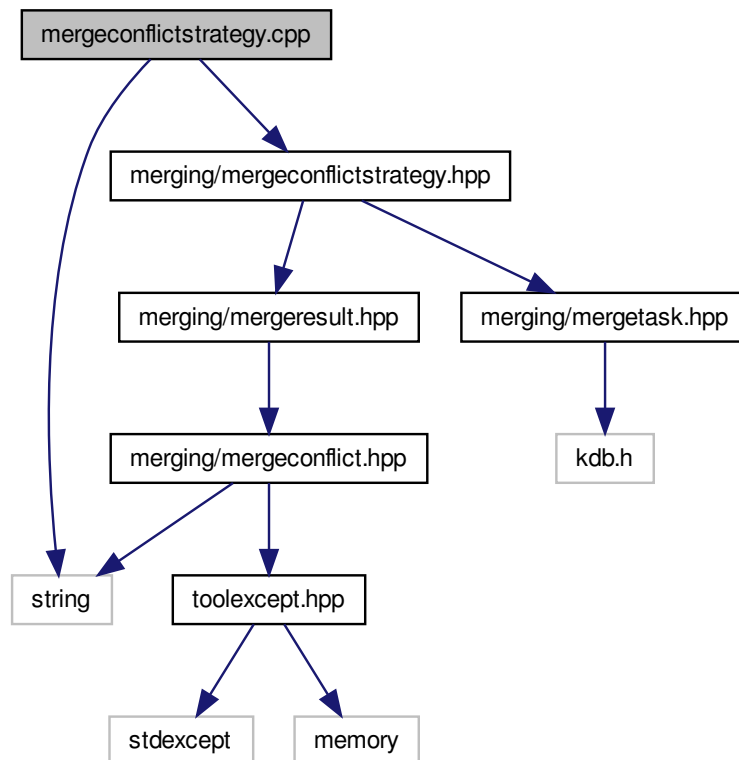 mergeconflictstrategy.cpp
merging/mergeconflictstrategy.hpp
merging/mergeresult.hpp
merging/mergetask.hpp
merging/mergeconflict.hpp
kdb.h
string
toolexcept.hpp
stdexcept
memory